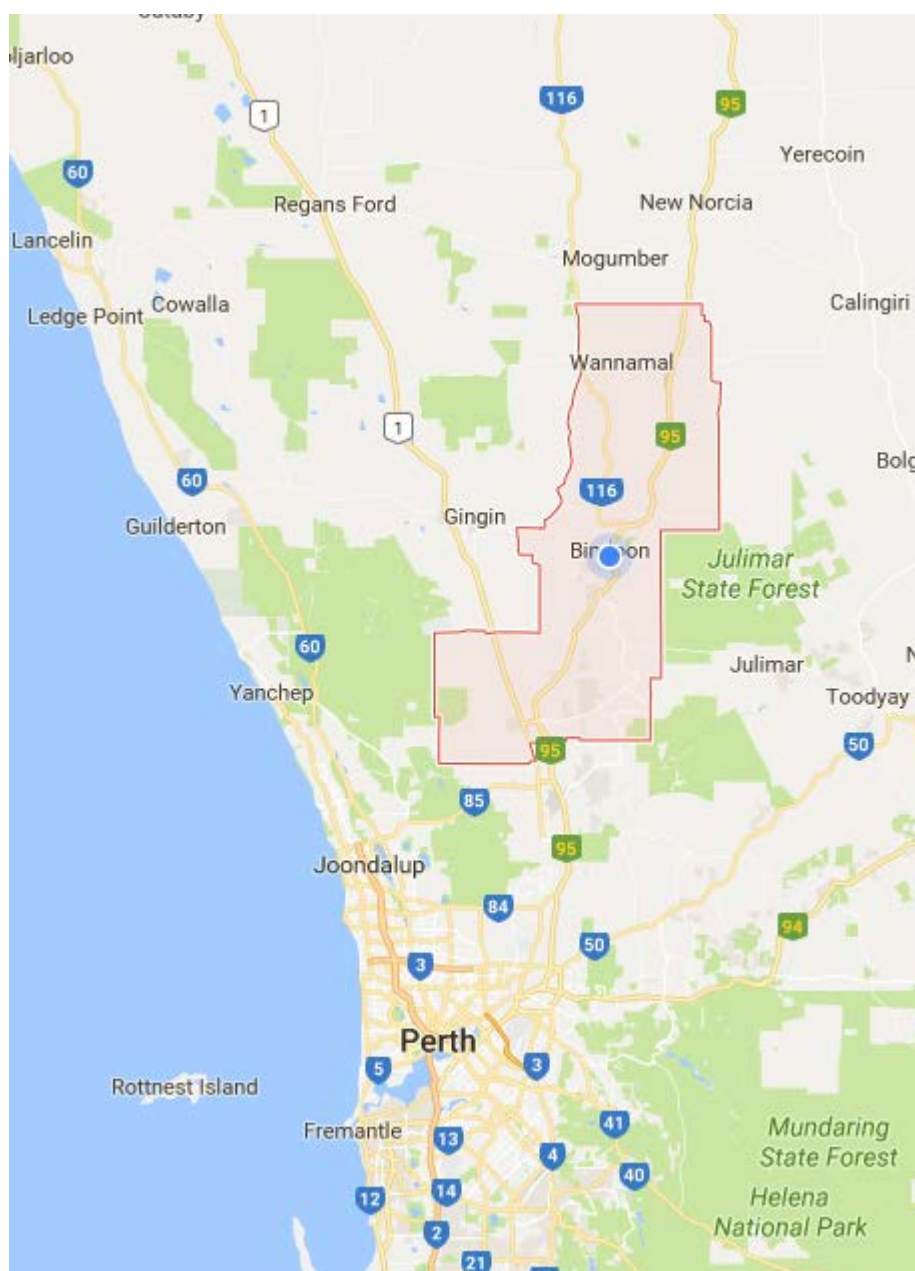 1
116
95
60
Yerecoin
Regans Ford
New Norcia
Lancelin
Mogumber
Cowalla
Ledge Point
Calingiri
Wannamal
1
95
60
116
Gingin
Guilderton
Julimar
State Forest
60
Julimar
Yanchep
Toodyay
95
50
85
95
Joondalup
84
94
50
3
Perth
5
3
Rottnest Island
41
Fremantle
13
Mundaring
State Forest
4
40
12
14
Helena
National Park
2
21